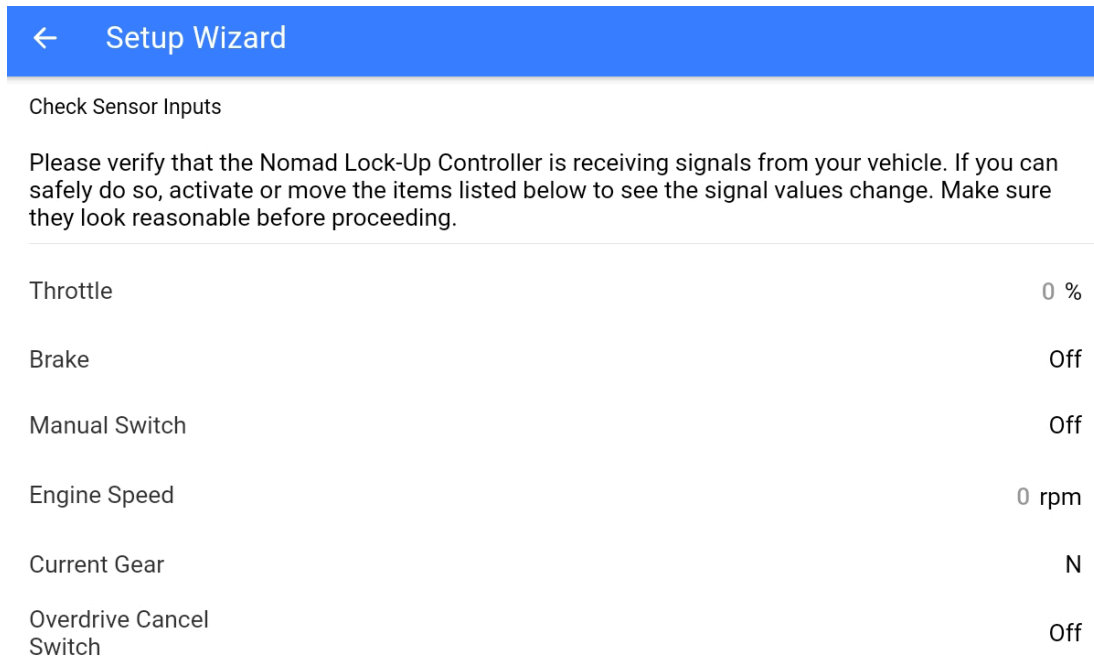 Setup Wizard
Check Sensor Inputs
Please verify that the Nomad Lock-Up Controller is receiving signals from your vehicle. If you can
safely do so, activate or move the items listed below to see the signal values change. Make sure
they look reasonable before proceeding.
Throttle 0 %
Brake Off
Manual Switch Off
Engine Speed 0 rpm
Current Gear N
Overdrive Cancel
Switch Off